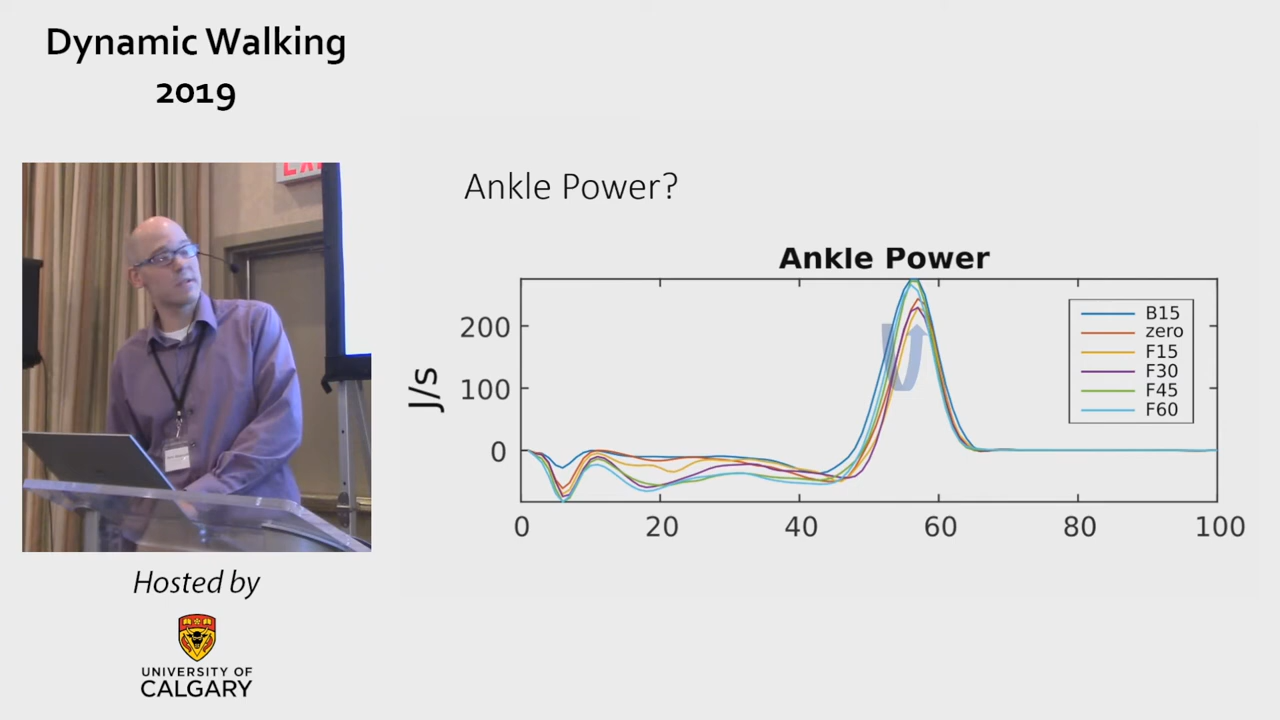 Dynamic Walking
2019
Hosted by
UNIVERSITY OF
CALGARY
Ankle Power?
Ankle Power
J/s
200
100
0
0 20 40 60 80 100
B15
zero
F15
F30
F45
F60